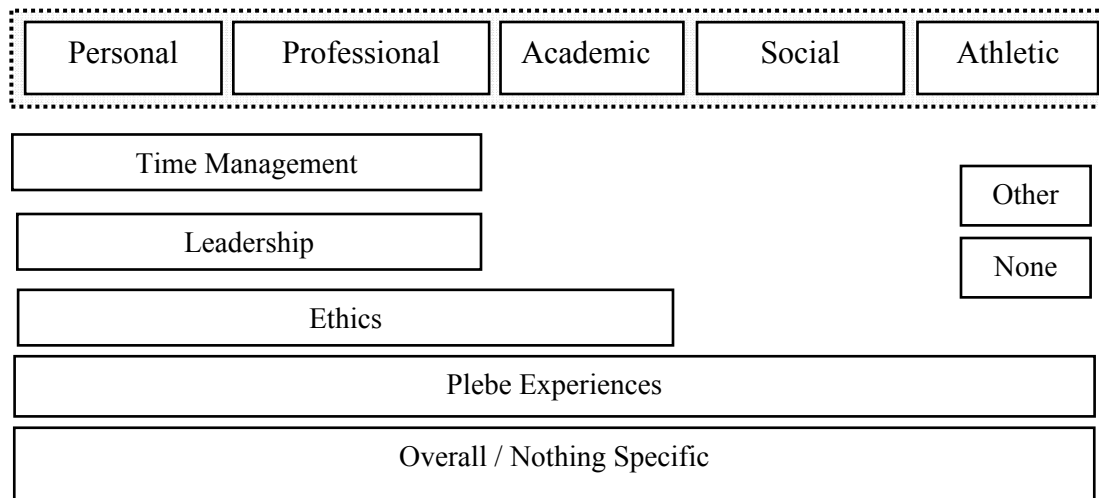 Personal
Professional
Academic
Social
Athletic
Time Management
Other
Leadership
None
Ethics
Plebe Experiences
Overall / Nothing Specific